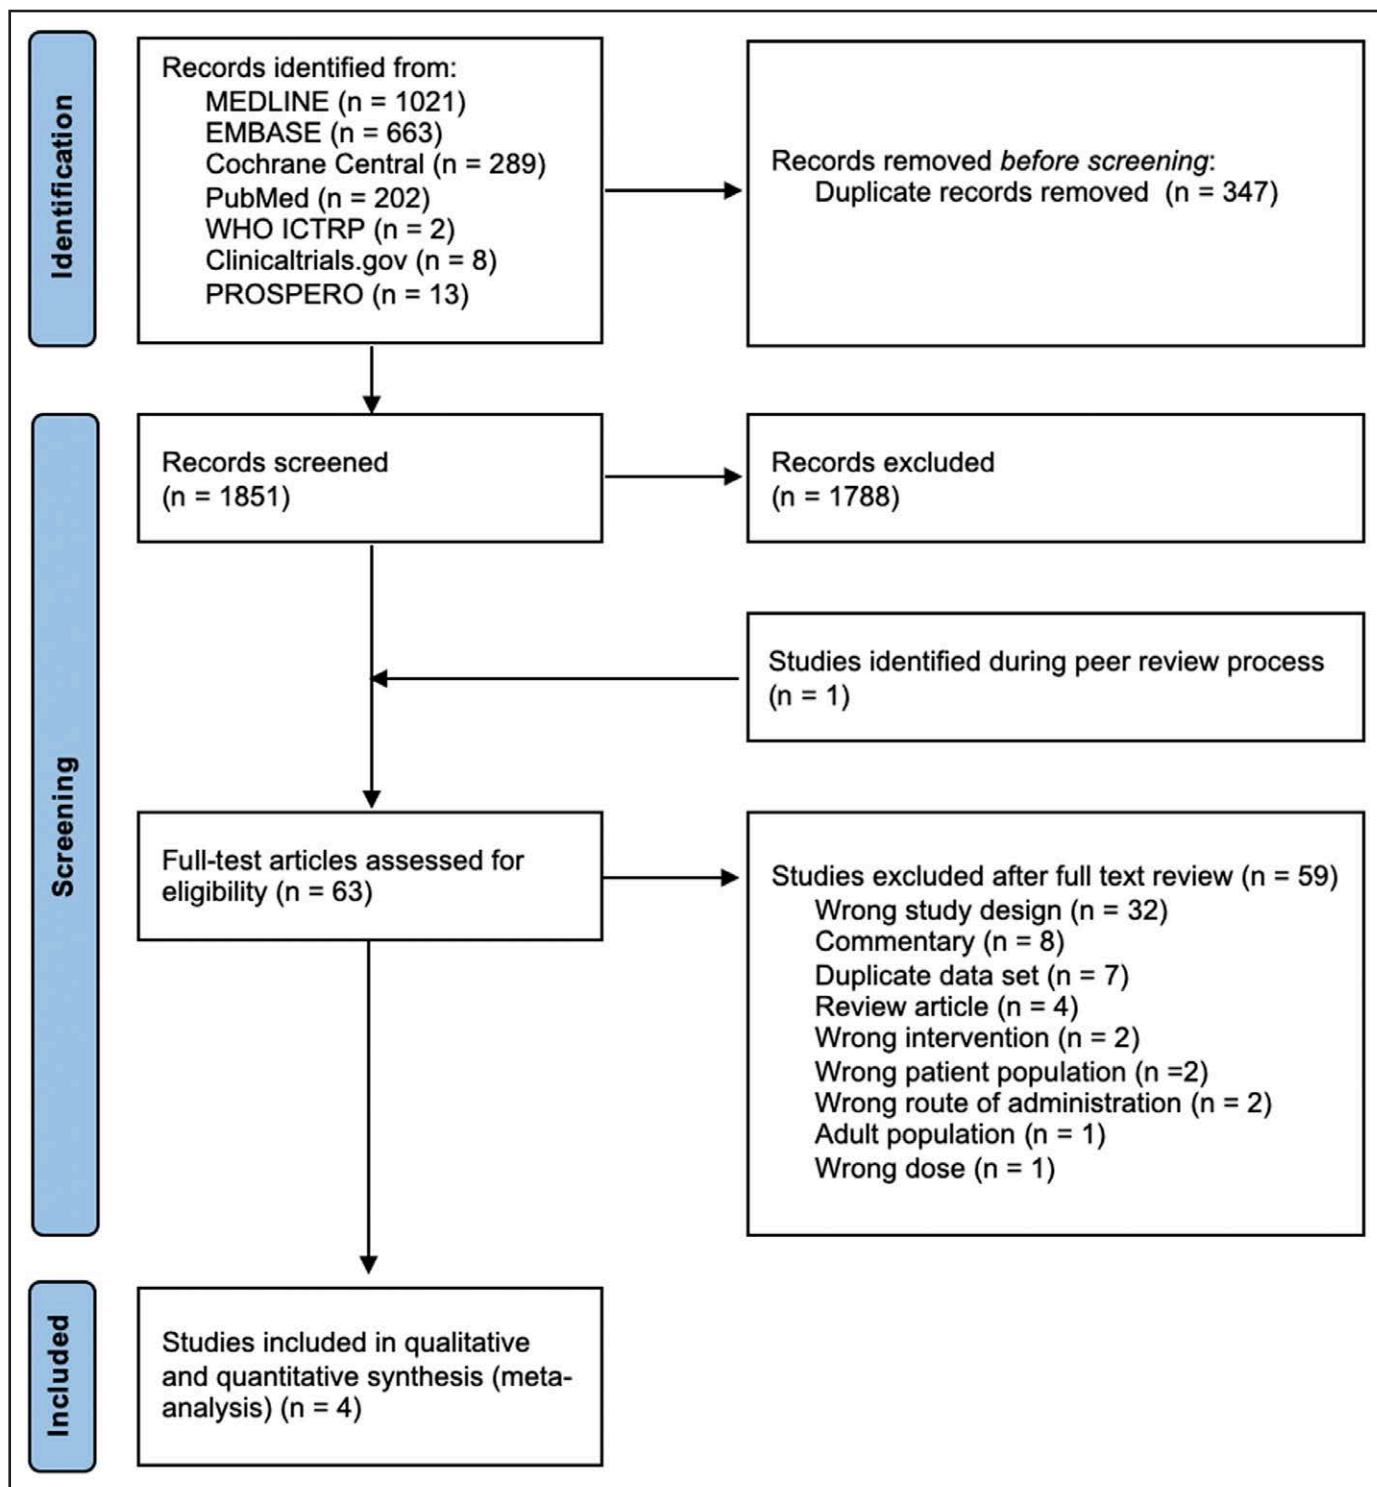 Identification
Records identified from:
MEDLINE (n = 1021)
EMBASE (n = 663)
Cochrane Central (n = 289)
PubMed (n = 202)
WHO ICTRP (n = 2)
Clinicaltrials.gov (n = 8)
PROSPERO (n = 13)
Records removed before screening:
Duplicate records removed (n = 347)
Screening
Records screened
(n = 1851)
Records excluded
(n = 1788)
Studies identified during peer review process
(n = 1)
Full-test articles assessed for
eligibility (n = 63)
Studies excluded after full text review (n = 59)
Wrong study design (n = 32)
Commentary (n = 8)
Duplicate data set (n = 7)
Review article (n = 4)
Wrong intervention (n = 2)
Wrong patient population (n =2)
Wrong route of administration (n = 2)
Adult population (n = 1)
Wrong dose (n = 1)
Included
Studies included in qualitative
and quantitative synthesis (meta-
analysis) (n = 4)